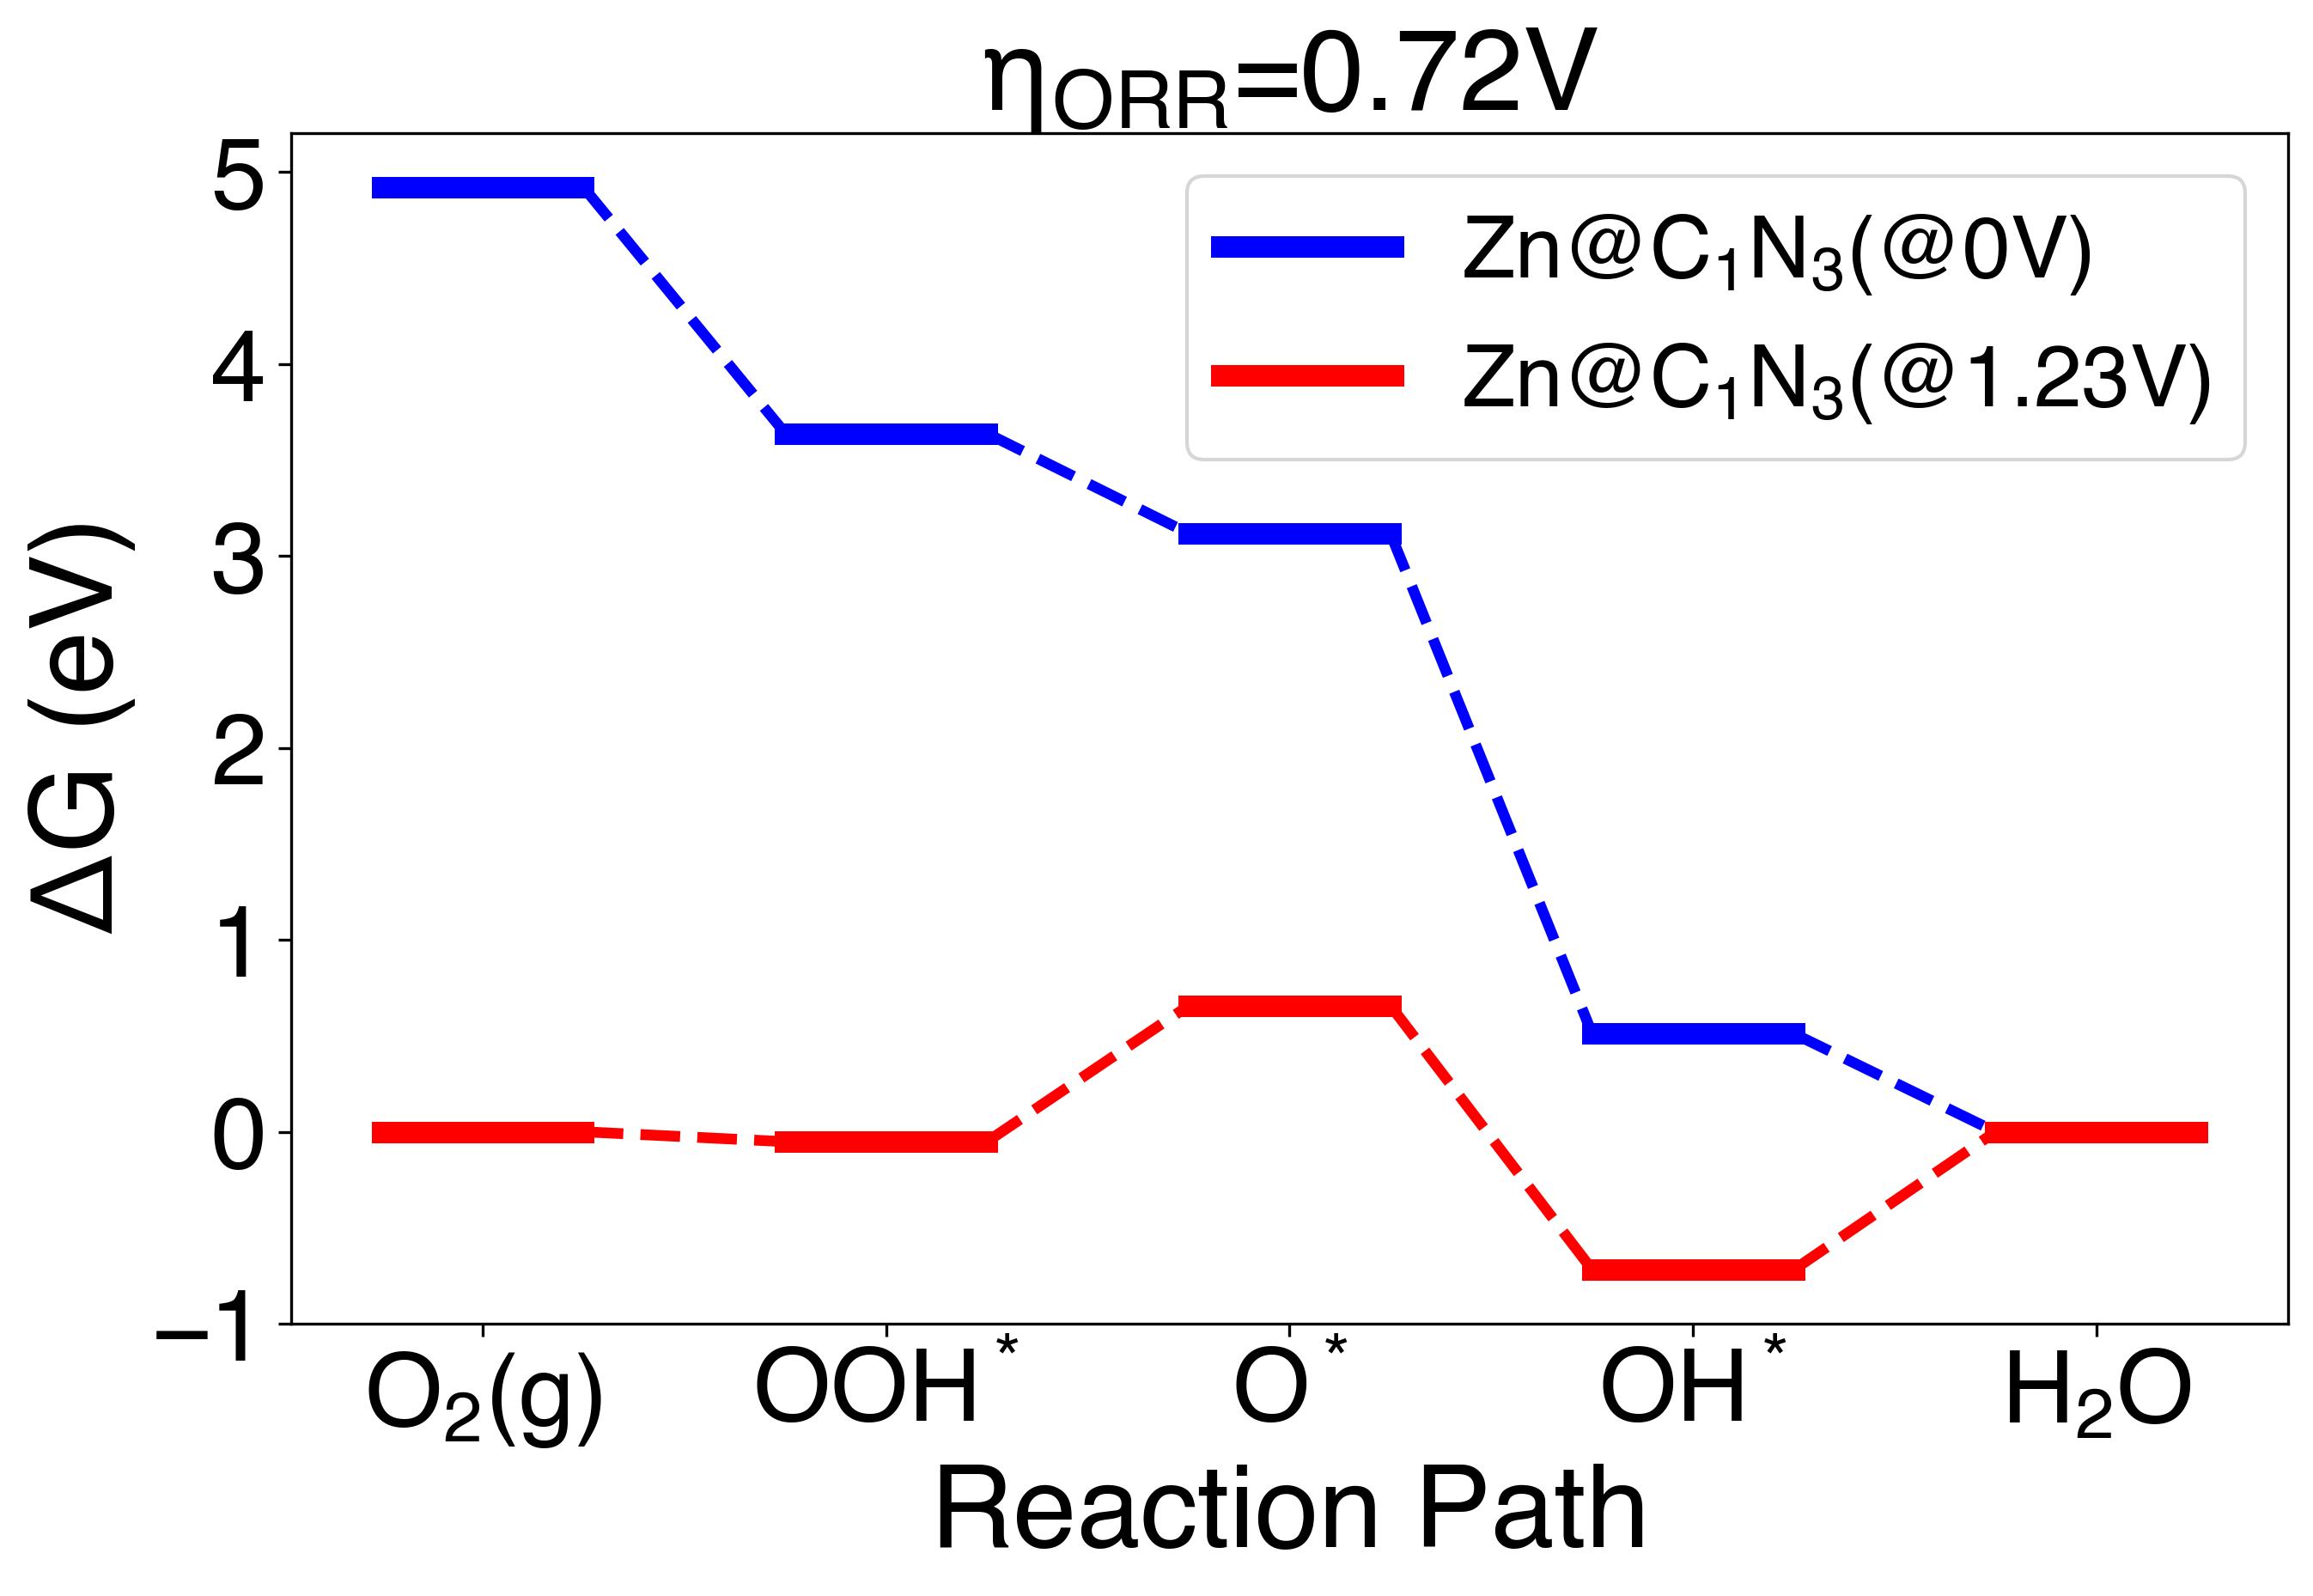 η_ORR=0.72V
5
4
3
2
1
0
−1
ΔG (eV)
Zn@C₁N₃(@0V)
Zn@C₁N₃(@1.23V)
O₂(g) OOH* O* OH* H₂O
Reaction Path